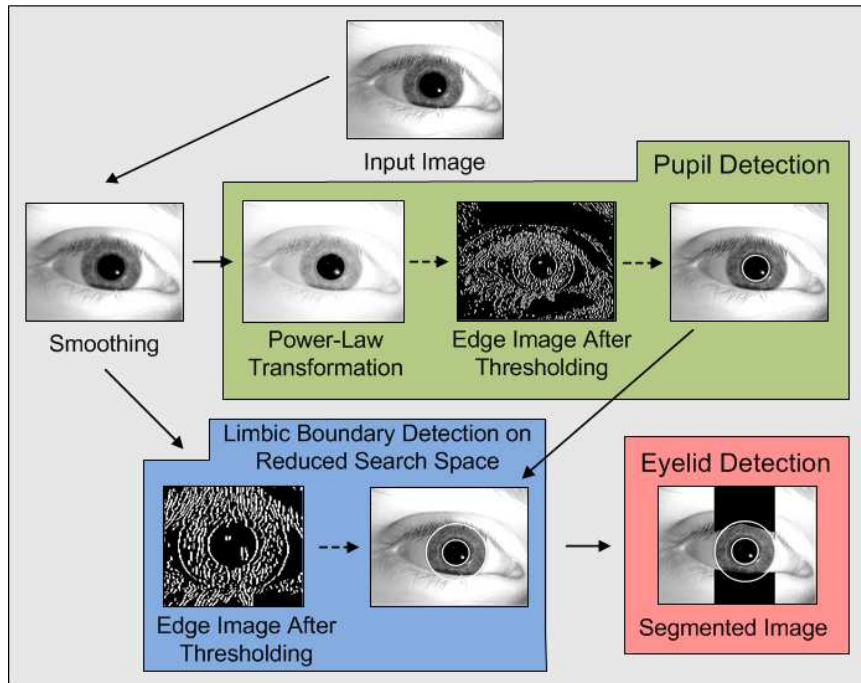 Input Image
Pupil Detection
Smoothing
Power-Law
Transformation
Edge Image After
Thresholding
Limbic Boundary Detection on
Reduced Search Space
Edge Image After
Thresholding
Eyelid Detection
Segmented Image